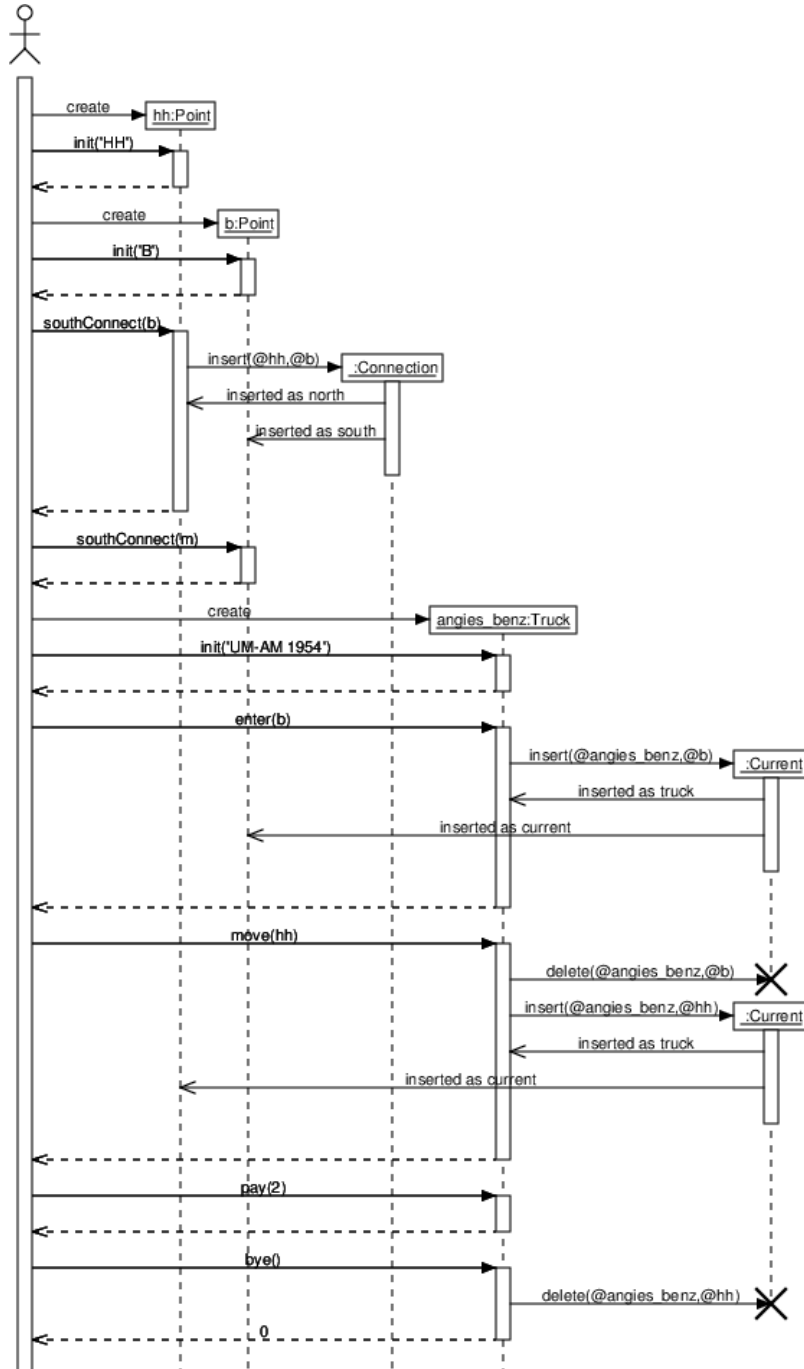 create
hh:Point
init("HH")
create
b:Point
init("B")
southConnect(b)
insert(@hh,@b)
:Connection
inserted as north
inserted as south
southConnect(m)
create
angies_benz:Truck
init("UM-AM 1954")
enter(b)
insert(@angies_benz,@b)
:Current
inserted as truck
inserted as current
move(hh)
delete(@angies_benz,@b)
insert(@angies_benz,@hh)
:Current
inserted as truck
inserted as current
pay(2)
bye()
delete(@angies_benz,@hh)
0